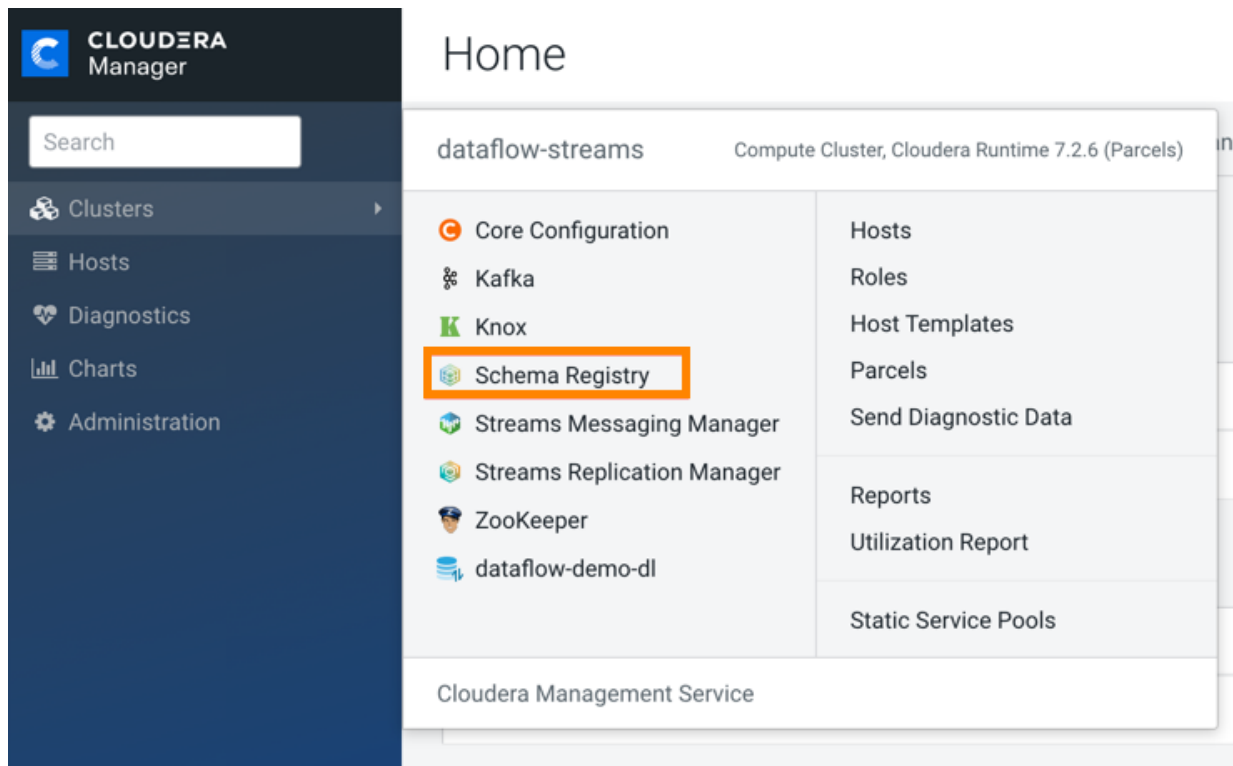 CLOUDERA
Manager
Home
Search
Clusters
Hosts
Diagnostics
Charts
Administration
dataflow-streams
Compute Cluster, Cloudera Runtime 7.2.6 (Parcels)
Core Configuration
Kafka
Knox
Schema Registry
Streams Messaging Manager
Streams Replication Manager
ZooKeeper
dataflow-demo-dl
Hosts
Roles
Host Templates
Parcels
Send Diagnostic Data
Reports
Utilization Report
Static Service Pools
Cloudera Management Service